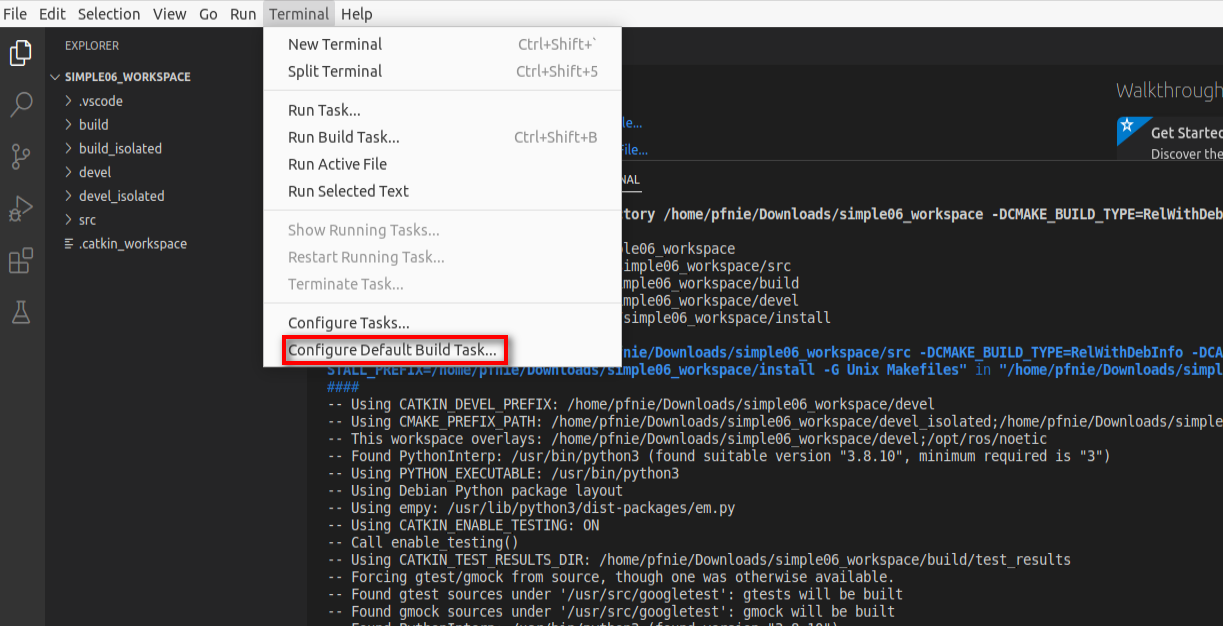 File Edit Selection View Go Run Terminal Help
EXPLORER
SIMPLE06_WORKSPACE
.vscode
build
build_isolated
devel
devel_isolated
src
.catkin_workspace
New Terminal Ctrl+Shift+`
Split Terminal Ctrl+Shift+5
Run Task...
Run Build Task... Ctrl+Shift+B
Run Active File
Run Selected Text
Show Running Tasks...
Restart Running Task...
Terminate Task...
Configure Tasks...
Configure Default Build Task...
Walkthrough
le...
ile...
Get Started
Discover the
NAL
tory /home/pfnie/Downloads/simple06_workspace -DCMAKE_BUILD_TYPE=RelWithDeb
le06_workspace
imple06_workspace/src
mple06_workspace/build
mple06_workspace/devel
simple06_workspace/install
nie/Downloads/simple06_workspace/src -DCMAKE_BUILD_TYPE=RelWithDebInfo -DCA
STALL_PREFIX=/home/pfnie/Downloads/simple06_workspace/install -G Unix Makefiles" in "/home/pfnie/Downloads/simpl
####
-- Using CATKIN_DEVEL_PREFIX: /home/pfnie/Downloads/simple06_workspace/devel
-- Using CMAKE_PREFIX_PATH: /home/pfnie/Downloads/simple06_workspace/devel_isolated;/home/pfnie/Downloads/simple
-- This workspace overlays: /home/pfnie/Downloads/simple06_workspace/devel;/opt/ros/noetic
-- Found PythonInterp: /usr/bin/python3 (found suitable version "3.8.10", minimum required is "3")
-- Using PYTHON_EXECUTABLE: /usr/bin/python3
-- Using Debian Python package layout
-- Using empy: /usr/lib/python3/dist-packages/em.py
-- Using CATKIN_ENABLE_TESTING: ON
-- Call enable_testing()
-- Using CATKIN_TEST_RESULTS_DIR: /home/pfnie/Downloads/simple06_workspace/build/test_results
-- Forcing gtest/gmock from source, though one was otherwise available.
-- Found gtest sources under '/usr/src/googletest': gtests will be built
-- Found gmock sources under '/usr/src/googletest': gmock will be built